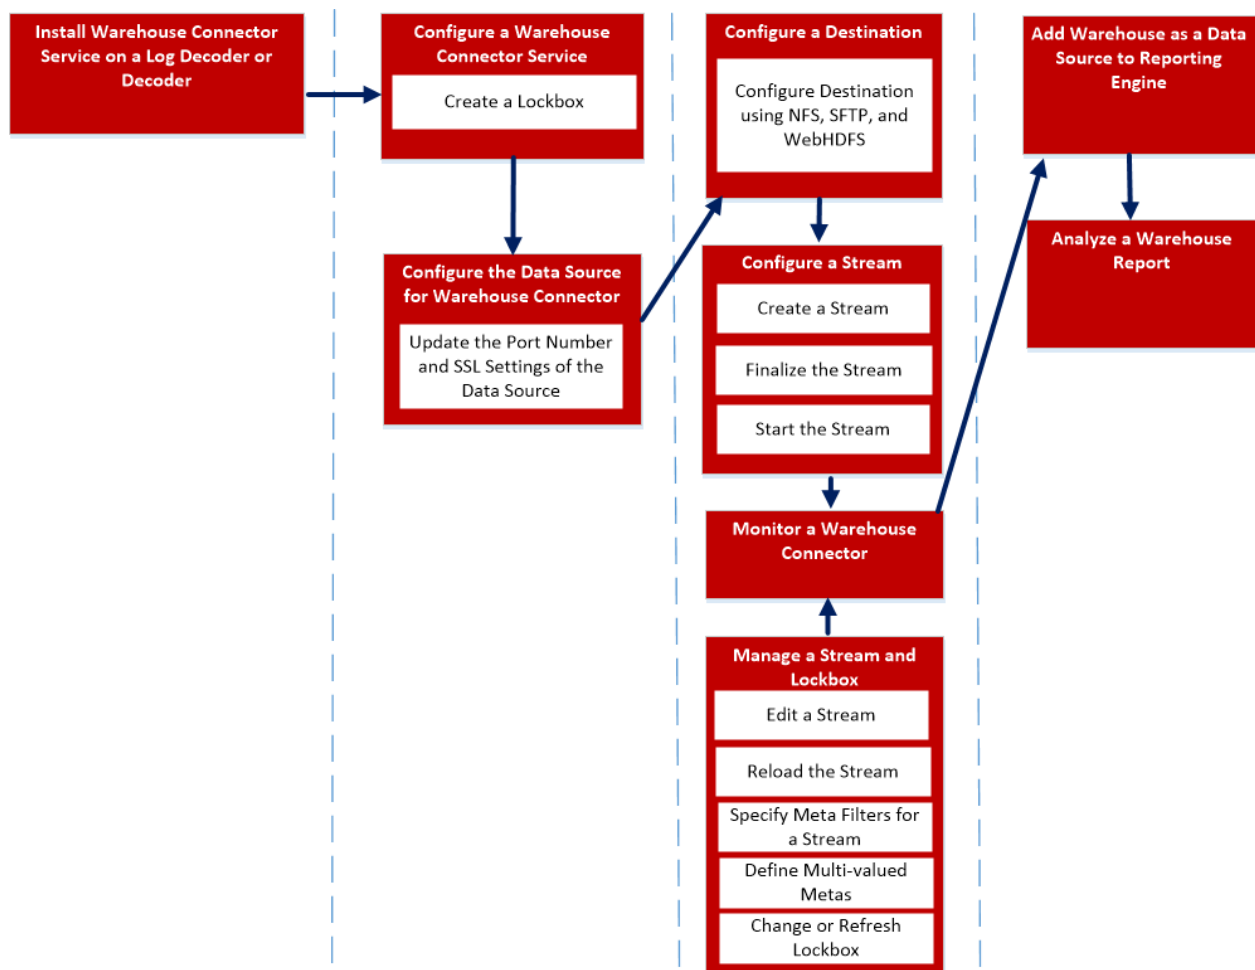 Install Warehouse Connector
Service on a Log Decoder or
Decoder
Configure a Warehouse
Connector Service
Create a Lockbox
Configure the Data Source
for Warehouse Connector
Update the Port Number
and SSL Settings of the
Data Source
Configure a Destination
Configure Destination
using NFS, SFTP, and
WebHDFS
Configure a Stream
Create a Stream
Finalize the Stream
Start the Stream
Monitor a Warehouse
Connector
Manage a Stream and
Lockbox
Edit a Stream
Reload the Stream
Specify Meta Filters for
a Stream
Define Multi-valued
Metas
Change or Refresh
Lockbox
Add Warehouse as a Data
Source to Reporting
Engine
Analyze a Warehouse
Report